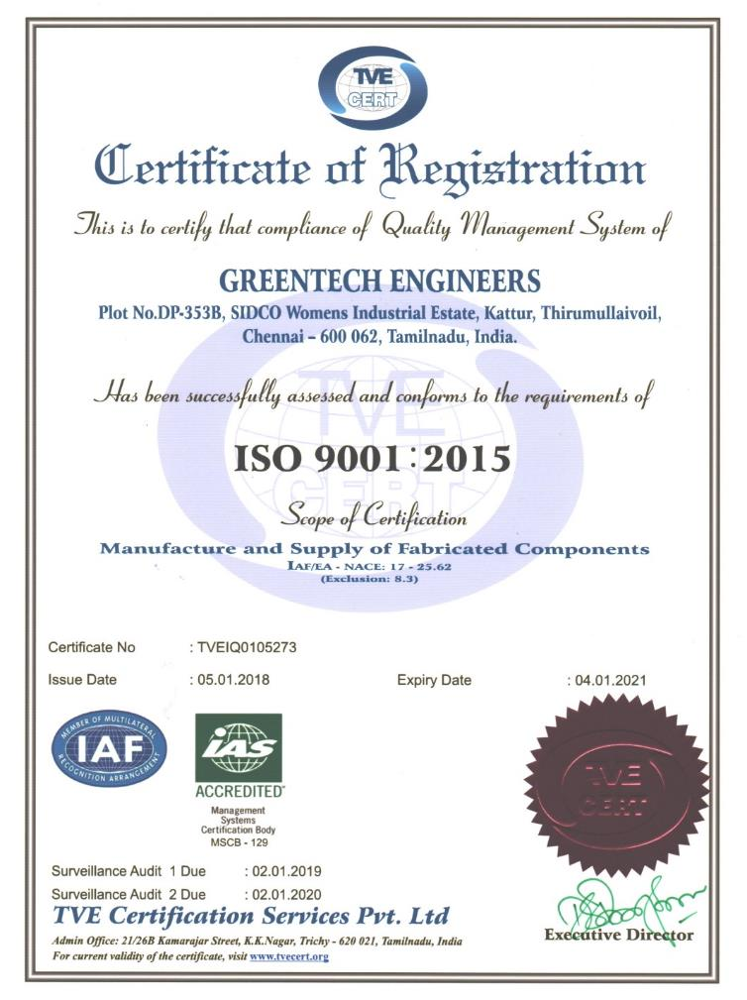 TVE
CERT
Certificate of Registration
This is to certify that compliance of Quality Management System of
GREENTECH ENGINEERS
Plot No.DP-353B, SIDCO Womens Industrial Estate, Kattur, Thirumullaivoil,
Chennai – 600 062, Tamilnadu, India.
Has been successfully assessed and conforms to the requirements of
TVE
ISO 9001:2015
CERT
Scope of Certification
Manufacture and Supply of Fabricated Components
IAF/EA - NACE: 17 - 25.62
(Exclusion: 8.3)
Certificate No : TVEIQ0105273
Issue Date : 05.01.2018 Expiry Date : 04.01.2021
MEMBER OF MULTILATERAL
IAF
RECOGNITION ARRANGEMENT
IAS
ACCREDITED
Management
Systems
Certification Body
MSCB - 129
TVE
CERT
Surveillance Audit 1 Due : 02.01.2019
Surveillance Audit 2 Due : 02.01.2020
TVE Certification Services Pvt. Ltd
Executive Director
Admin Office: 21/26B Kamarajar Street, K.K.Nagar, Trichy - 620 021, Tamilnadu, India
For current validity of the certificate, visit www.tvecert.org